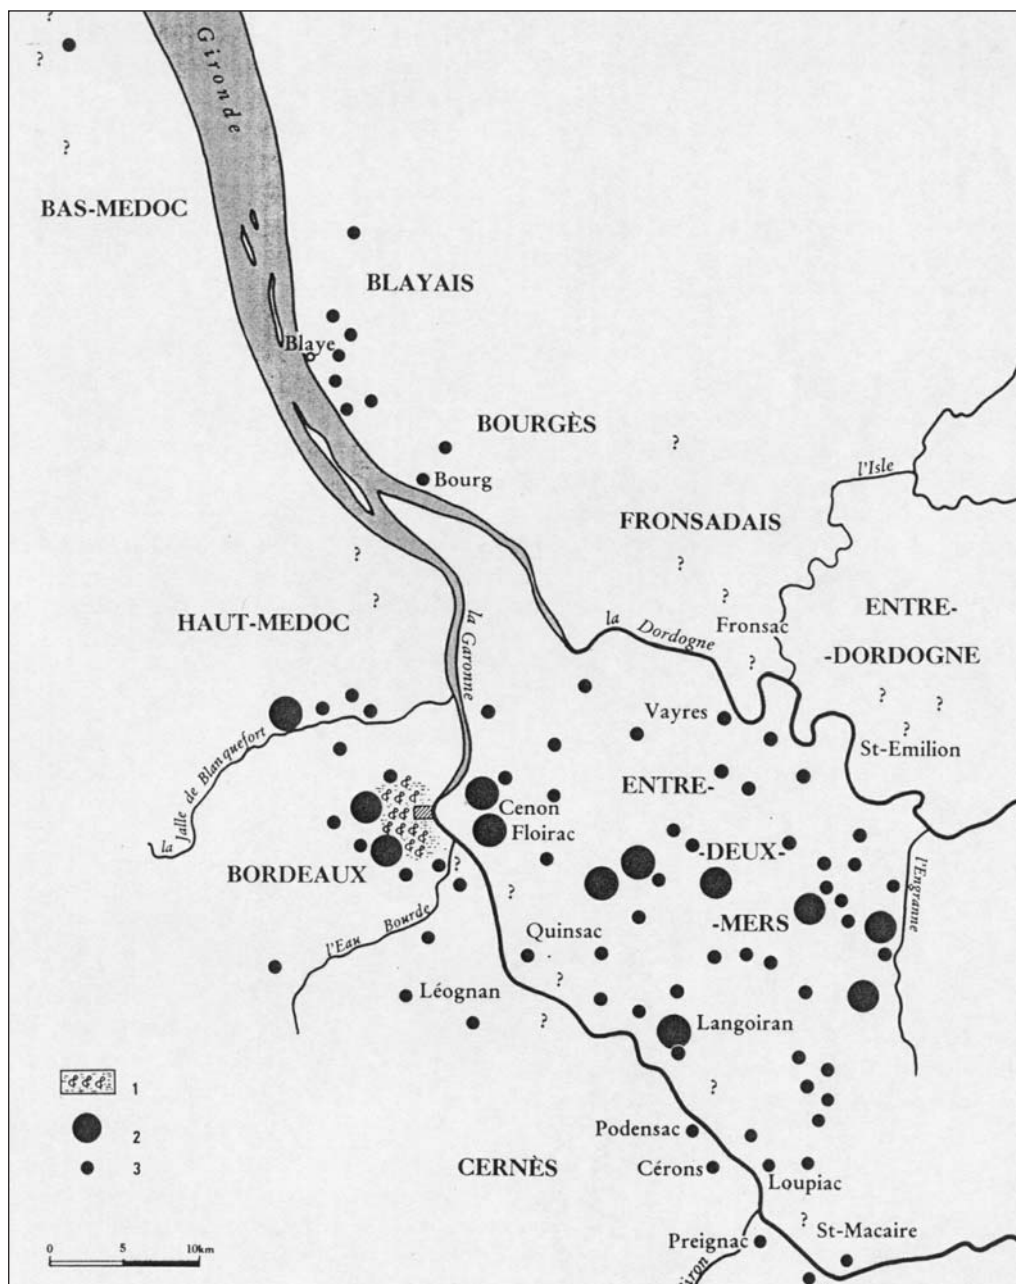 ?
?
Gironde
?
BAS-MEDOC
BLAYAIS
Blaye
BOURGÈS
?
Bourg
l'Isle
FRONSADAIS
?
?
?
?
HAUT-MEDOC
la Garonne
la Dordogne
Fronsac
?
ENTRE-
-DORDOGNE
?
?
?
St-Emilion
Vayres
la Jalle de Blanquefort
ENTRE-
Cenon
Floirac
-DEUX-
BORDEAUX
?
?
l'Engranne
l'Eau Bourde
Quinsac
-MERS
?
Léognan
?
Langoiran
1
2
3
?
Podensac
CERNÈS
Cérons
Loupiac
?
St-Macaire
Preignac
0 5 10km